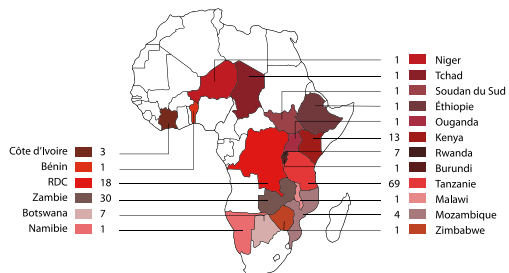 Côte d'Ivoire 3
Bénin 1
RDC 18
Zambie 30
Botswana 7
Namibie 1
1 Niger
1 Tchad
1 Soudan du Sud
1 Éthiopie
1 Ouganda
13 Kenya
7 Rwanda
1 Burundi
69 Tanzanie
1 Malawi
4 Mozambique
1 Zimbabwe